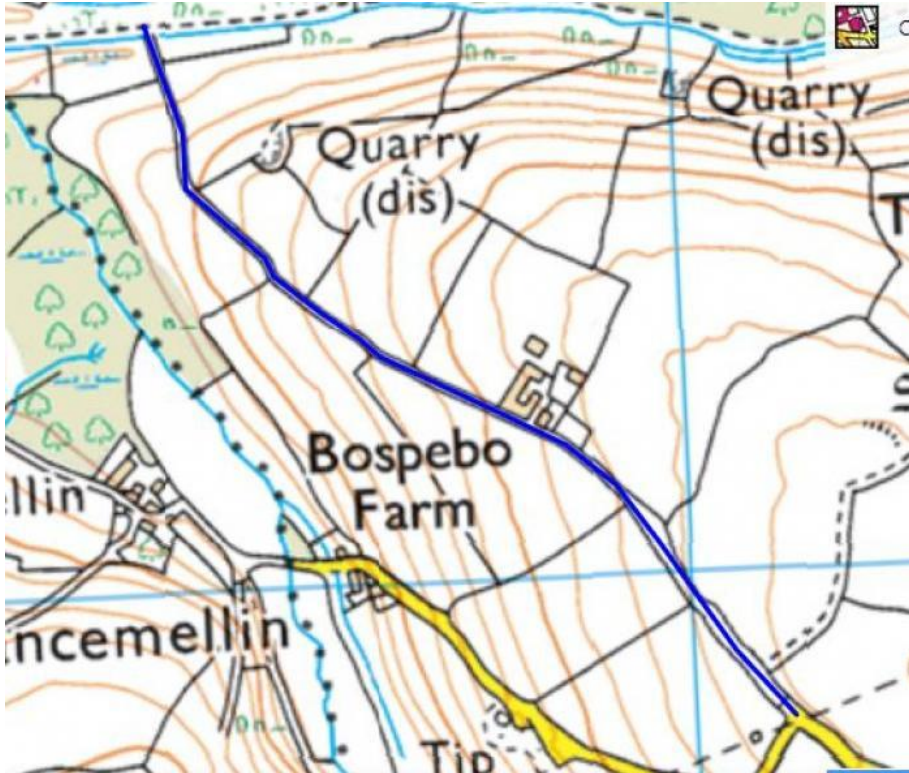 Quarry
(dis)
Quarry
(dis)
Bospebo
Farm
llin
ncemellin
Tip